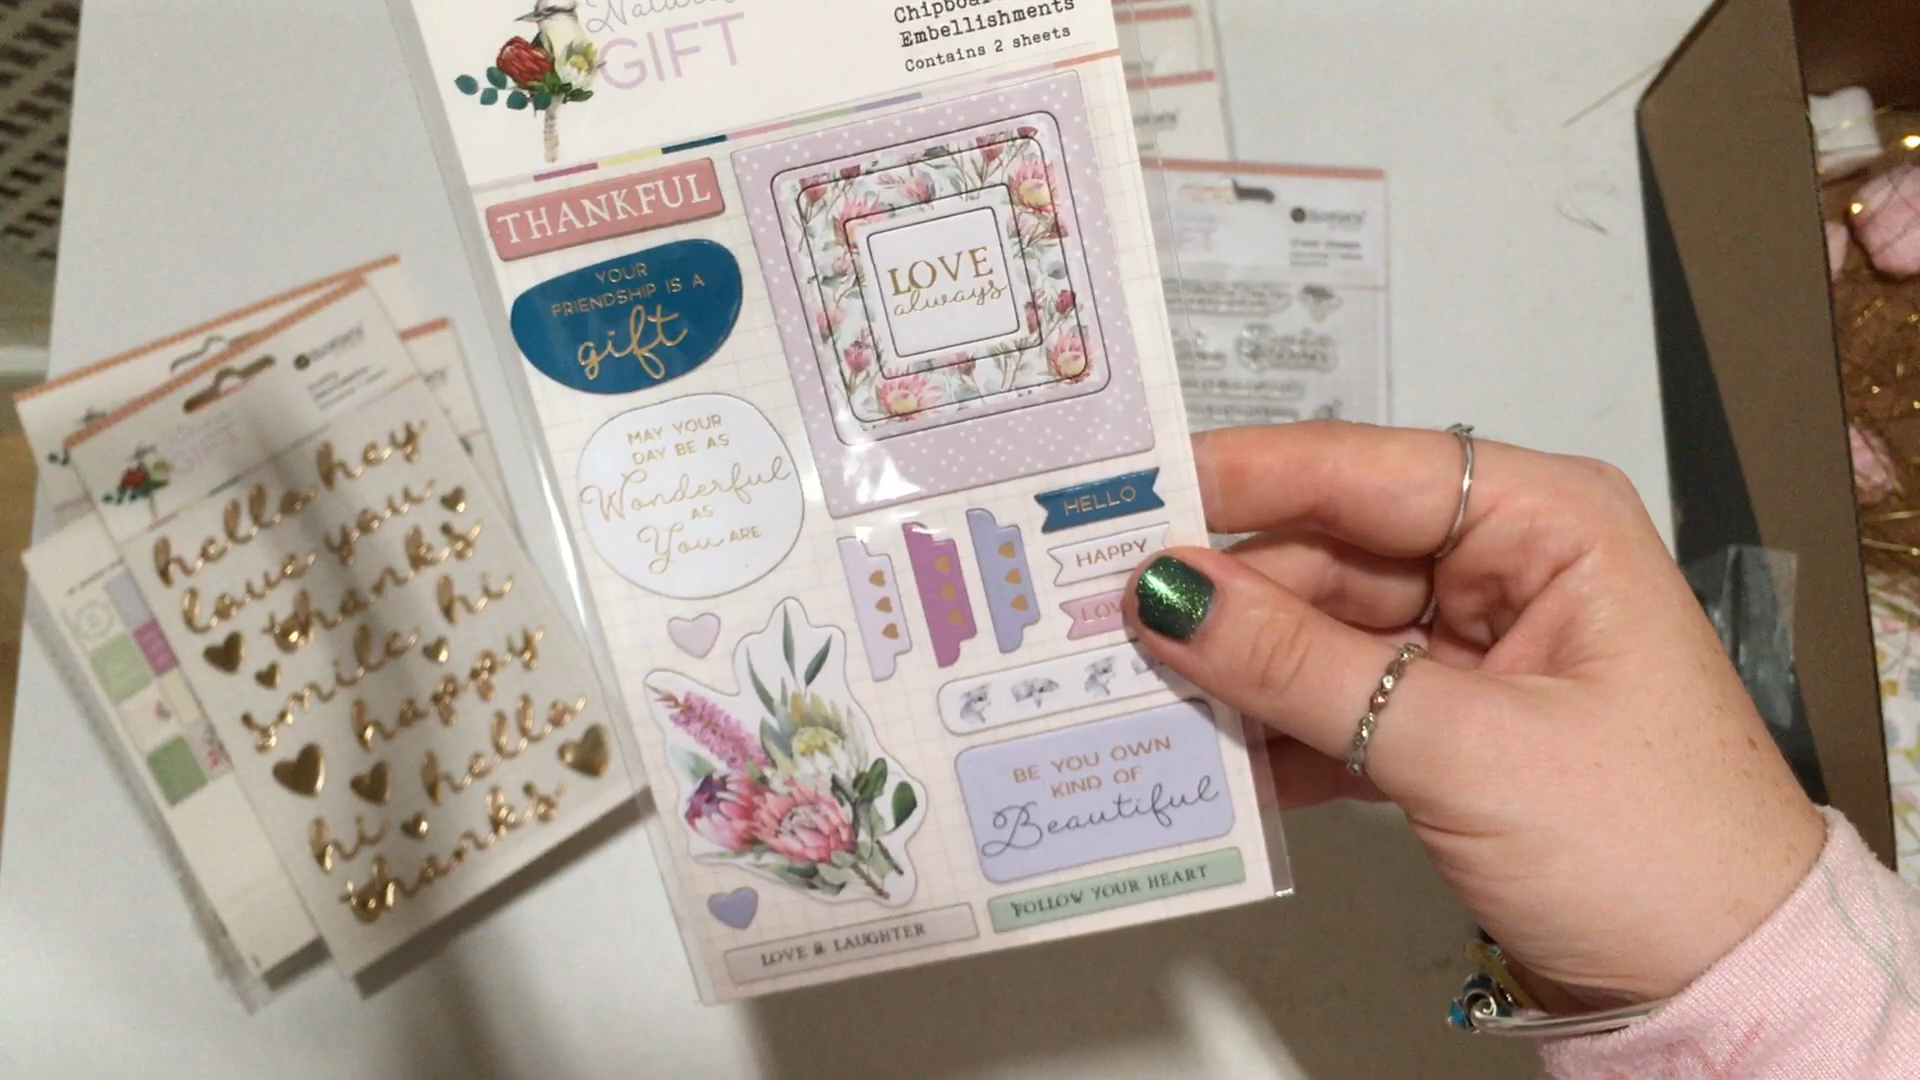 GIFT
Embellishments
Contains 2 sheets
THANKFUL
YOUR
FRIENDSHIP IS A
gift
LOVE
always
MAY YOUR
DAY BE AS
Wonderful
AS
You ARE
HELLO
HAPPY
BE YOU OWN
KIND OF
Beautiful
FOLLOW YOUR HEART
LOVE & LAUGHTER
GIFT
hello hey
love you
thanks
smile hi
happy
hi hello
thanks
GIFT